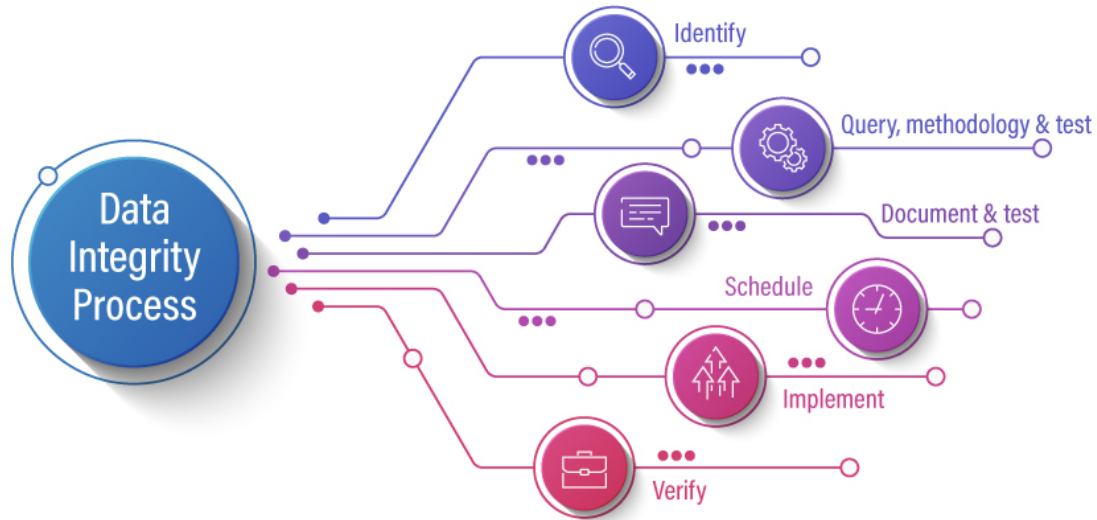 Data
Integrity
Process
Identify
Query, methodology & test
Document & test
Schedule
Implement
Verify